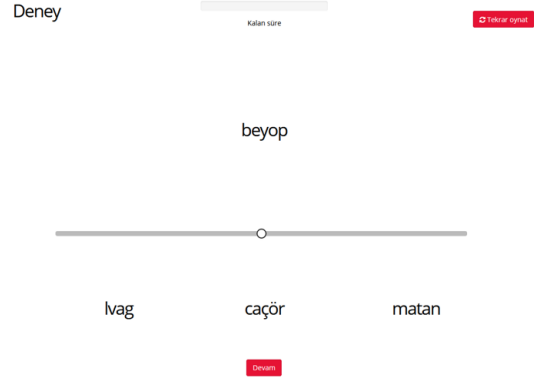 Deney
Kalan süre
Tekrar oynat
beyop
lvag caçör matan
Devam